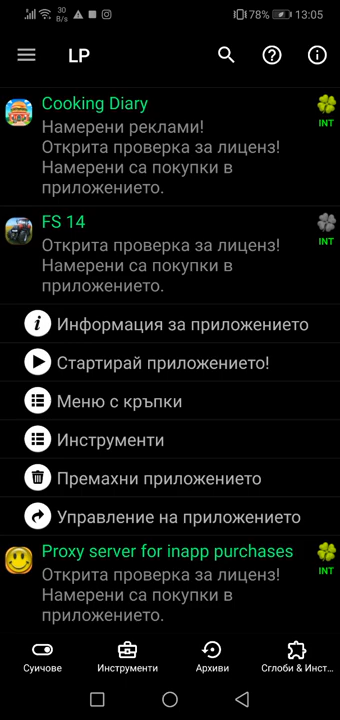 30
B/s
78%
13:05
LP
Cooking Diary
Намерени реклами!
Открита проверка за лиценз!
Намерени са покупки в
приложението.
INT
FS 14
Открита проверка за лиценз!
Намерени са покупки в
приложението.
INT
Информация за приложението
Стартирай приложението!
Меню с кръпки
Инструменти
Премахни приложението
Управление на приложението
Proxy server for inapp purchases
Открита проверка за лиценз!
Намерени са покупки в
приложението.
INT
Суичове
Инструменти
Архиви
Сглоби & Инст...